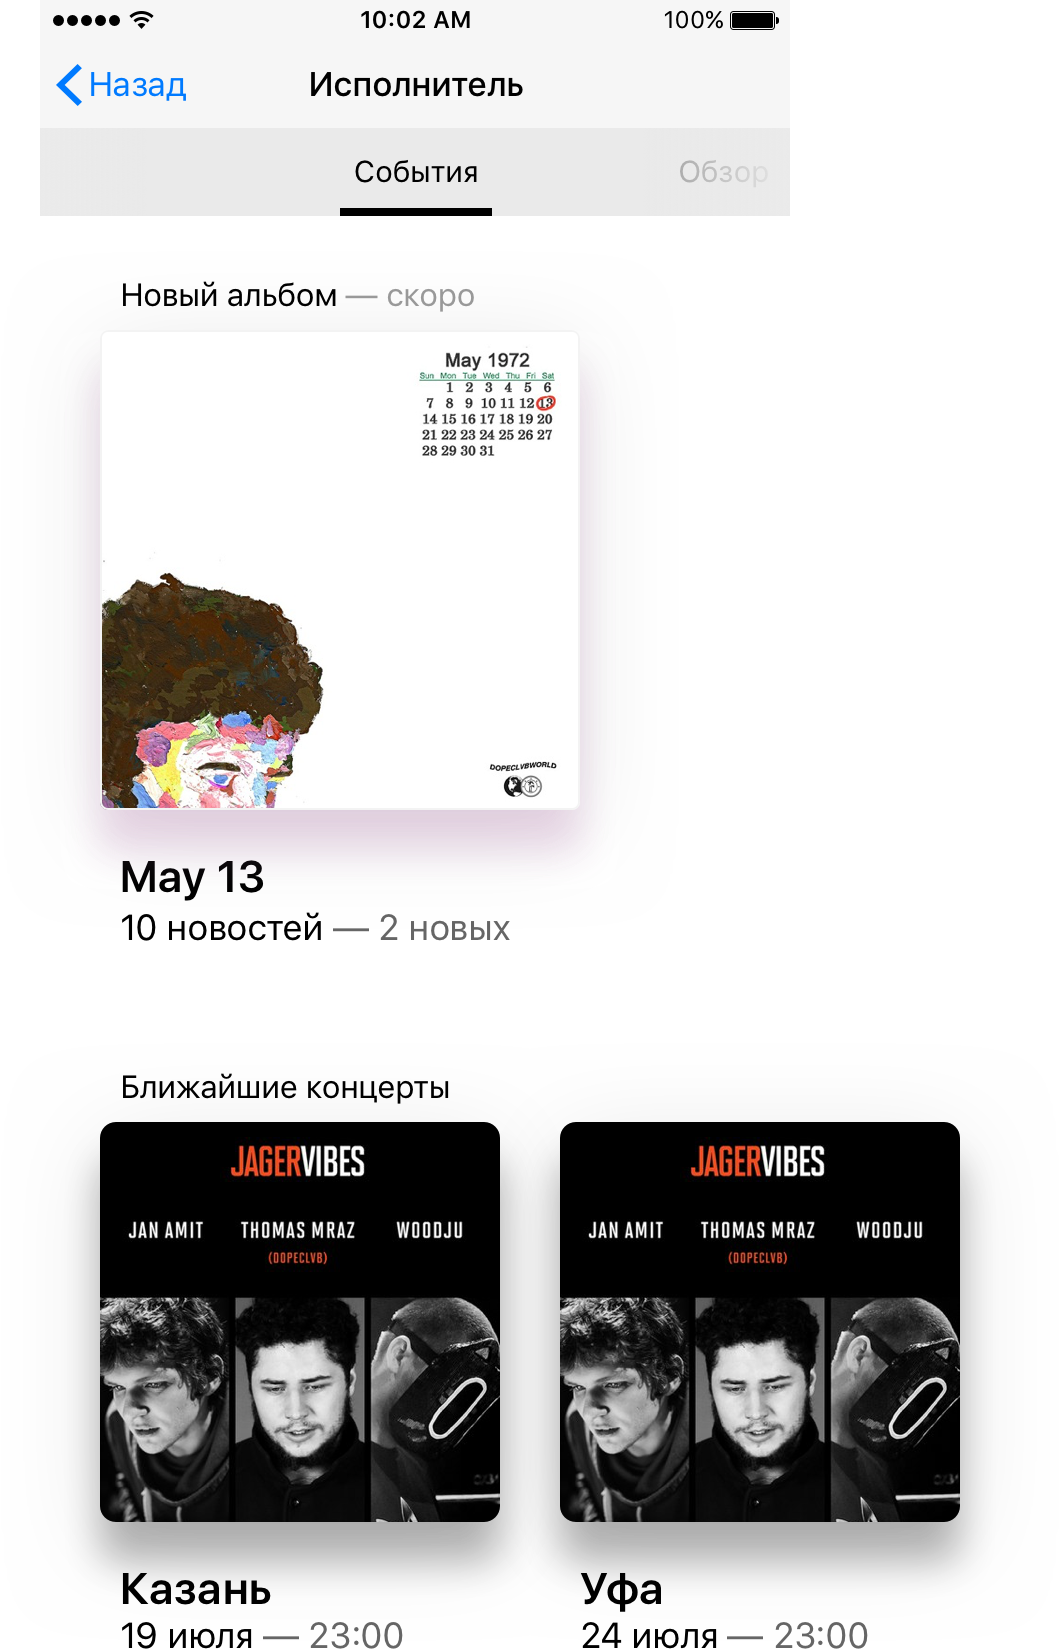 10:02 AM
100%
Назад
Исполнитель
События
Обзор
Новый альбом — скоро
May 1972
Sun Mon Tue Wed Thu Fri Sat
1 2 3 4 5 6
7 8 9 10 11 12 13
14 15 16 17 18 19 20
21 22 23 24 25 26 27
28 29 30 31
DOPECLVBWORLD
May 13
10 новостей — 2 новых
Ближайшие концерты
JAGERVIBES
JAN AMIT THOMAS MRAZ WOODJU
(DOPECLVB)
JAGERVIBES
JAN AMIT THOMAS MRAZ WOODJU
(DOPECLVB)
Казань
19 июля — 23:00
Уфа
24 июля — 23:00